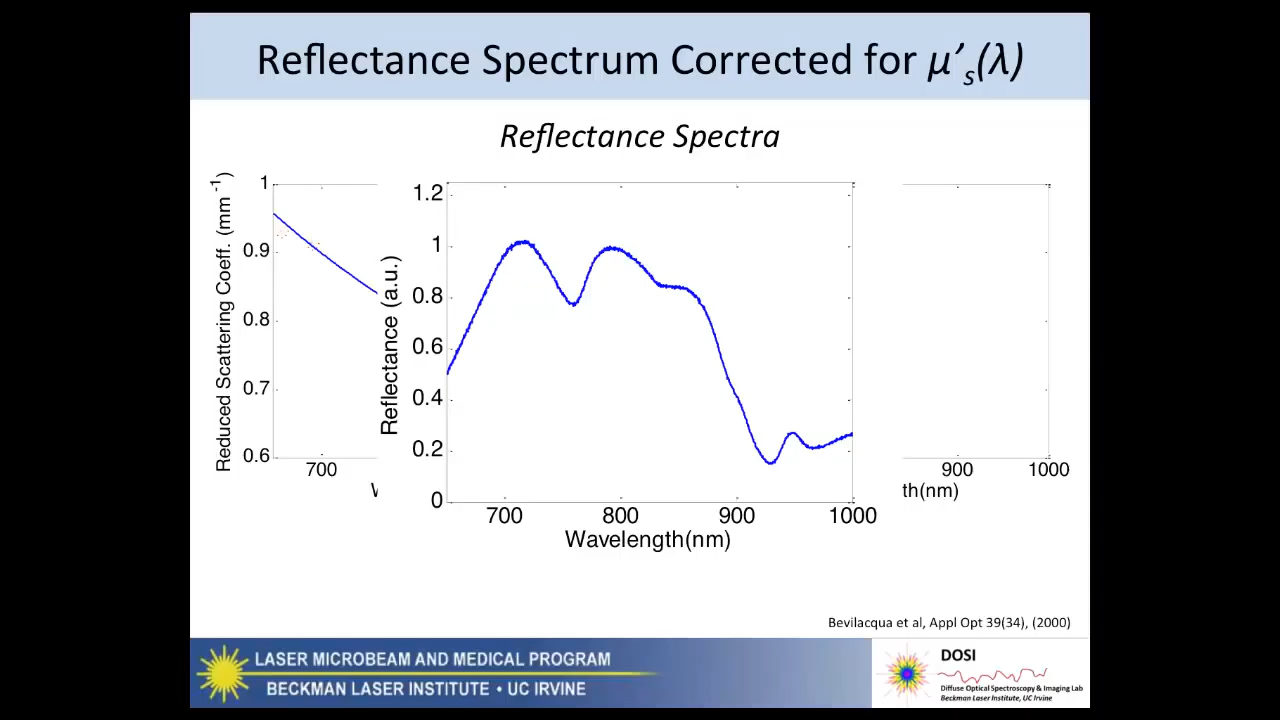 Reflectance Spectrum Corrected for μ’s(λ)
Reflectance Spectra
Reduced Scattering Coeff. (mm -1)
1
0.9
0.8
0.7
0.6
700
W
Reflectance (a.u.)
1.2
1
0.8
0.6
0.4
0.2
0
700 800 900 1000
Wavelength(nm)
900 1000
th(nm)
Bevilacqua et al, Appl Opt 39(34), (2000)
LASER MICROBEAM AND MEDICAL PROGRAM
BECKMAN LASER INSTITUTE • UC IRVINE
DOSI
Diffuse Optical Spectroscopy & Imaging Lab
Beckman Laser Institute, UC Irvine